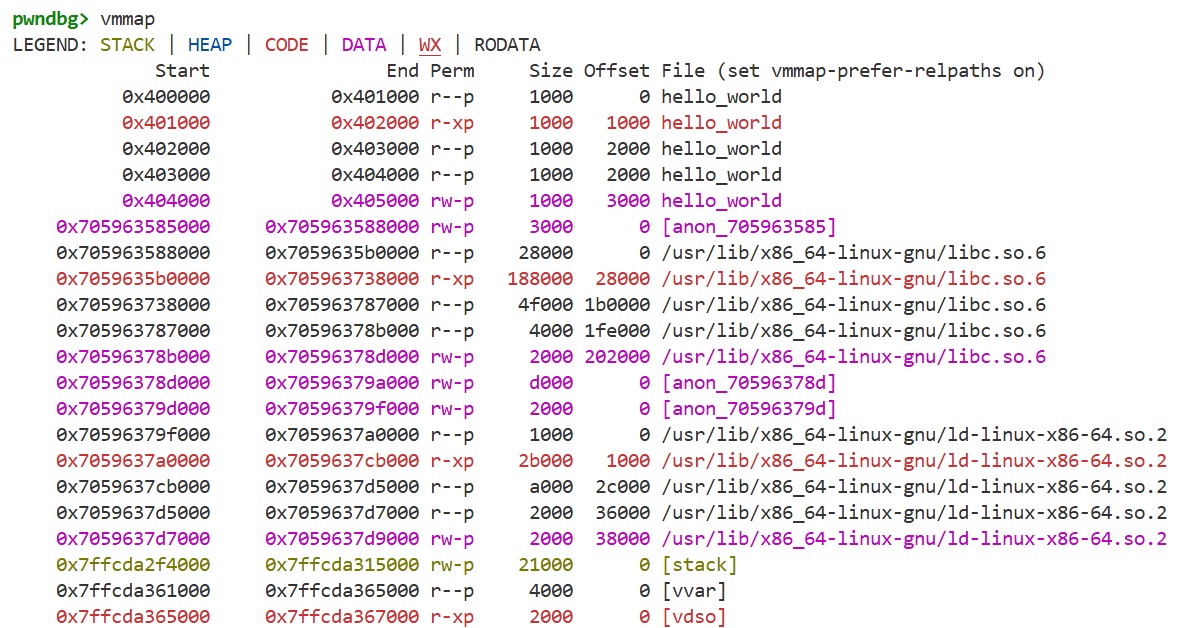 pwndbg> vmmap
LEGEND: STACK | HEAP | CODE | DATA | WX | RODATA
             Start                End Perm     Size Offset File (set vmmap-prefer-relpaths on)
          0x400000           0x401000 r--p     1000      0 hello_world
          0x401000           0x402000 r-xp     1000   1000 hello_world
          0x402000           0x403000 r--p     1000   2000 hello_world
          0x403000           0x404000 r--p     1000   2000 hello_world
          0x404000           0x405000 rw-p     1000   3000 hello_world
    0x705963585000     0x705963588000 rw-p     3000      0 [anon_705963585]
    0x705963588000     0x7059635b0000 r--p    28000      0 /usr/lib/x86_64-linux-gnu/libc.so.6
    0x7059635b0000     0x705963738000 r-xp   188000  28000 /usr/lib/x86_64-linux-gnu/libc.so.6
    0x705963738000     0x705963787000 r--p    4f000 1b0000 /usr/lib/x86_64-linux-gnu/libc.so.6
    0x705963787000     0x70596378b000 r--p     4000 1fe000 /usr/lib/x86_64-linux-gnu/libc.so.6
    0x70596378b000     0x70596378d000 rw-p     2000 202000 /usr/lib/x86_64-linux-gnu/libc.so.6
    0x70596378d000     0x70596379a000 rw-p     d000      0 [anon_70596378d]
    0x70596379d000     0x70596379f000 rw-p     2000      0 [anon_70596379d]
    0x70596379f000     0x7059637a0000 r--p     1000      0 /usr/lib/x86_64-linux-gnu/ld-linux-x86-64.so.2
    0x7059637a0000     0x7059637cb000 r-xp    2b000   1000 /usr/lib/x86_64-linux-gnu/ld-linux-x86-64.so.2
    0x7059637cb000     0x7059637d5000 r--p     a000  2c000 /usr/lib/x86_64-linux-gnu/ld-linux-x86-64.so.2
    0x7059637d5000     0x7059637d7000 r--p     2000  36000 /usr/lib/x86_64-linux-gnu/ld-linux-x86-64.so.2
    0x7059637d7000     0x7059637d9000 rw-p     2000  38000 /usr/lib/x86_64-linux-gnu/ld-linux-x86-64.so.2
    0x7ffcda2f4000     0x7ffcda315000 rw-p    21000      0 [stack]
    0x7ffcda361000     0x7ffcda365000 r--p     4000      0 [vvar]
    0x7ffcda365000     0x7ffcda367000 r-xp     2000      0 [vdso]